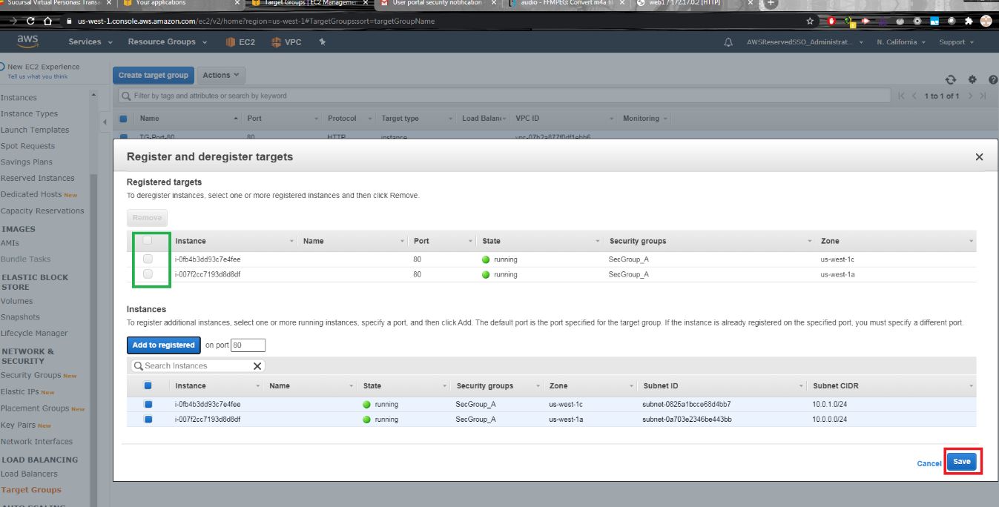 Sucursal Virtual Personas: Transa
Your applications
Target Groups | EC2 Managemen
User portal security notification
audio - FFMPEG: Convert m4a fil
web1 / 172.17.0.2 [HTTP]
us-west-1.console.aws.amazon.com/ec2/v2/home?region=us-west-1#TargetGroups:sort=targetGroupName
aws Services Resource Groups EC2 VPC AWSReservedSSO_Administrat... N. California Support
New EC2 Experience
Tell us what you think
Instances
Instance Types
Launch Templates
Spot Requests
Savings Plans
Reserved Instances
Dedicated Hosts New
Capacity Reservations
IMAGES
AMIs
Bundle Tasks
ELASTIC BLOCK
STORE
Volumes
Snapshots
Lifecycle Manager
NETWORK &
SECURITY
Security Groups New
Elastic IPs New
Placement Groups New
Key Pairs New
Network Interfaces
LOAD BALANCING
Load Balancers
Target Groups
AUTO SCALING
Create target group Actions
Filter by tags and attributes or search by keyword 1 to 1 of 1
Name Port Protocol Target type Load Balanc VPC ID Monitoring
TG-Port-80 80 HTTP instance vpc-07b2a877f0df1ebb6
Register and deregister targets
Registered targets
To deregister instances, select one or more registered instances and then click Remove.
Remove
Instance Name Port State Security groups Zone
i-0fb4b3dd93c7e4fee 80 running SecGroup_A us-west-1c
i-007f2cc7193d8d8df 80 running SecGroup_A us-west-1a
Instances
To register additional instances, select one or more running instances, specify a port, and then click Add. The default port is the port specified for the target group. If the instance is already registered on the specified port, you must specify a different port.
Add to registered on port 80
Search Instances
Instance Name State Security groups Zone Subnet ID Subnet CIDR
i-0fb4b3dd93c7e4fee running SecGroup_A us-west-1c subnet-0825a1bcce68d4bb7 10.0.1.0/24
i-007f2cc7193d8d8df running SecGroup_A us-west-1a subnet-0a703e2346be443bb 10.0.0.0/24
Cancel Save